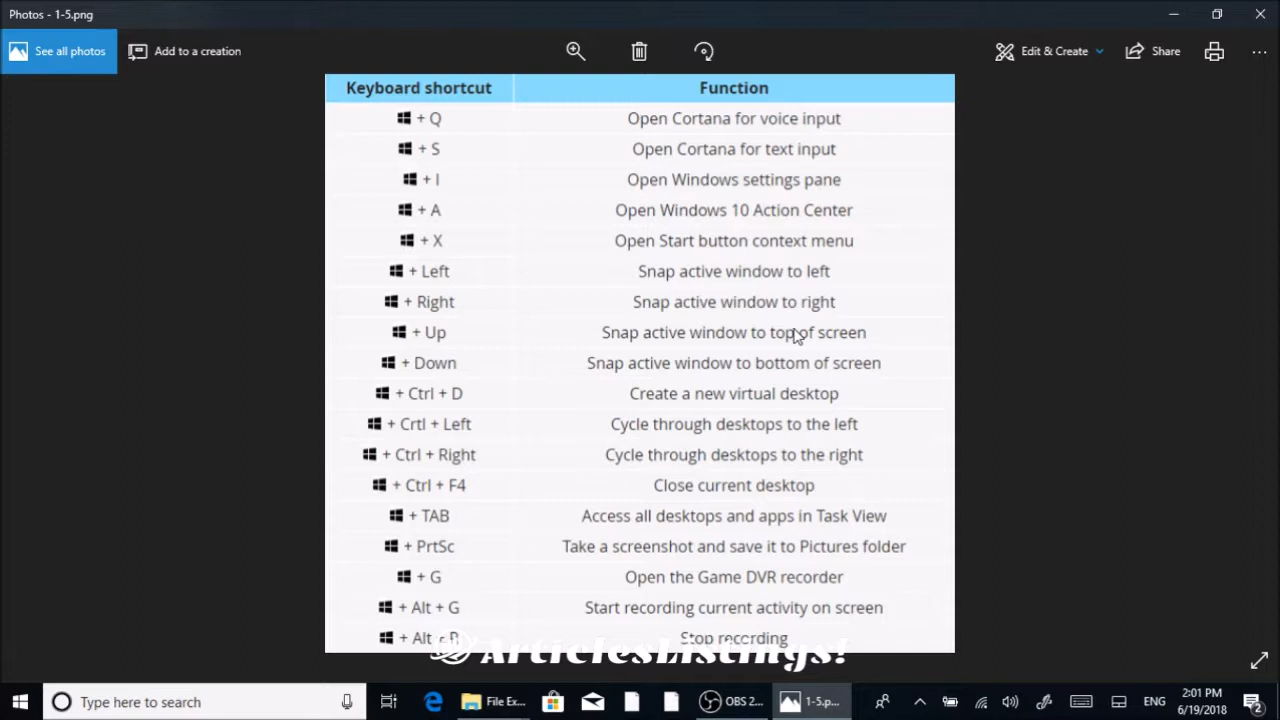 Photos - 1-5.png
See all photos
Add to a creation
Edit & Create
Share
Keyboard shortcut Function
+ Q Open Cortana for voice input
+ S Open Cortana for text input
+ I Open Windows settings pane
+ A Open Windows 10 Action Center
+ X Open Start button context menu
+ Left Snap active window to left
+ Right Snap active window to right
+ Up Snap active window to top of screen
+ Down Snap active window to bottom of screen
+ Ctrl + D Create a new virtual desktop
+ Crtl + Left Cycle through desktops to the left
+ Ctrl + Right Cycle through desktops to the right
+ Ctrl + F4 Close current desktop
+ TAB Access all desktops and apps in Task View
+ PrtSc Take a screenshot and save it to Pictures folder
+ G Open the Game DVR recorder
+ Alt + G Start recording current activity on screen
+ Alt + R Stop recording
ArticlesListings!
Type here to search
File Ex...
OBS 2...
1-5.p...
ENG
2:01 PM
6/19/2018
2